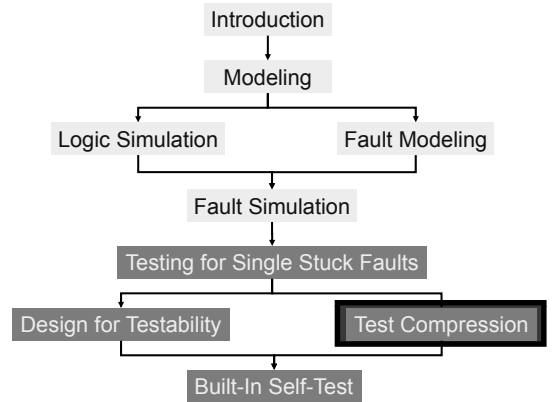 Introduction
Modeling
Logic Simulation
Fault Modeling
Fault Simulation
Testing for Single Stuck Faults
Design for Testability
Test Compression
Built-In Self-Test